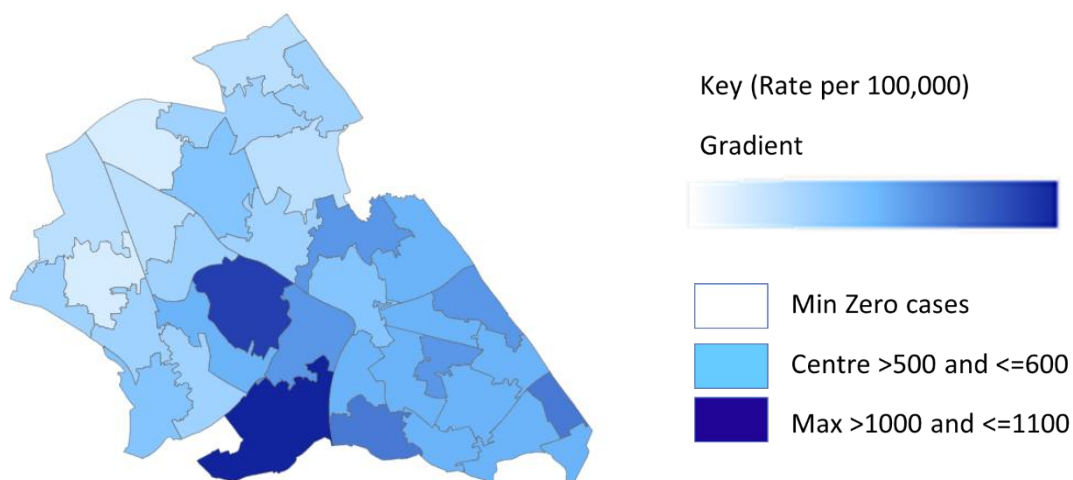 Key (Rate per 100,000)
Gradient
Min Zero cases
Centre >500 and <=600
Max >1000 and <=1100